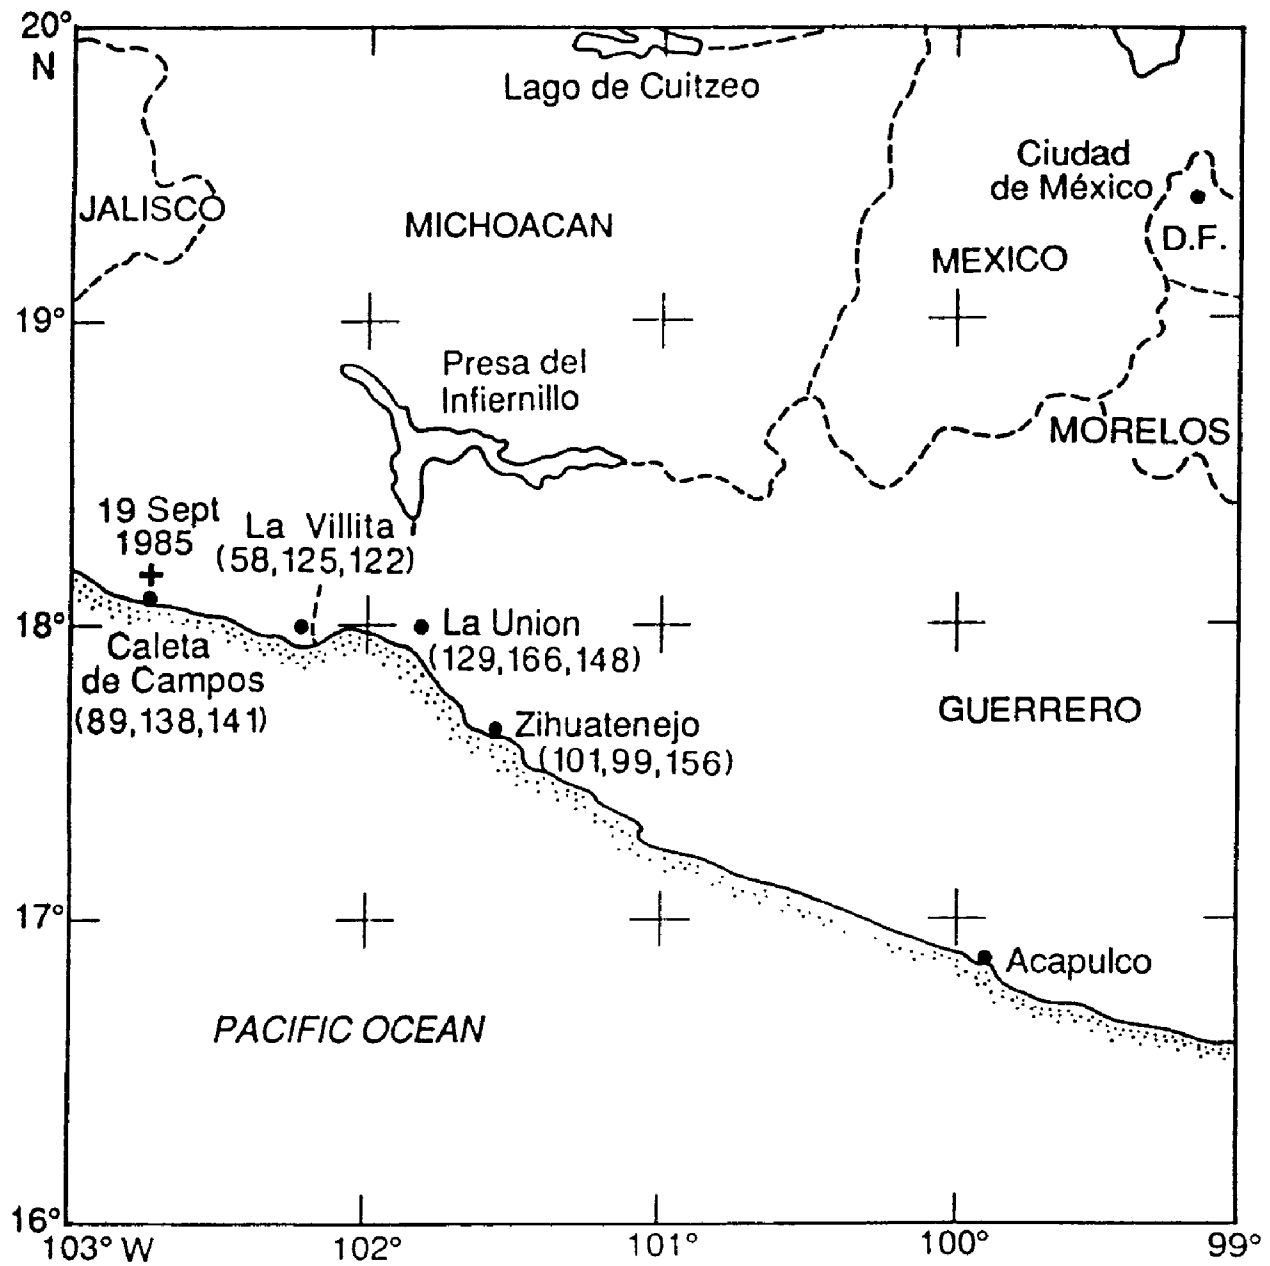 20°
N
Lago de Cuitzeo
Ciudad
de México
JALISCO
MICHOACAN
D.F.
MEXICO
19°
Presa del
Infiernillo
MORELOS
19 Sept
1985
La Villita
(58,125,122)
18°
La Union
(129,166,148)
Caleta
de Campos
(89,138,141)
GUERRERO
Zihuatenejo
(101,99,156)
17°
Acapulco
PACIFIC OCEAN
16°
103° W
102°
101°
100°
99°